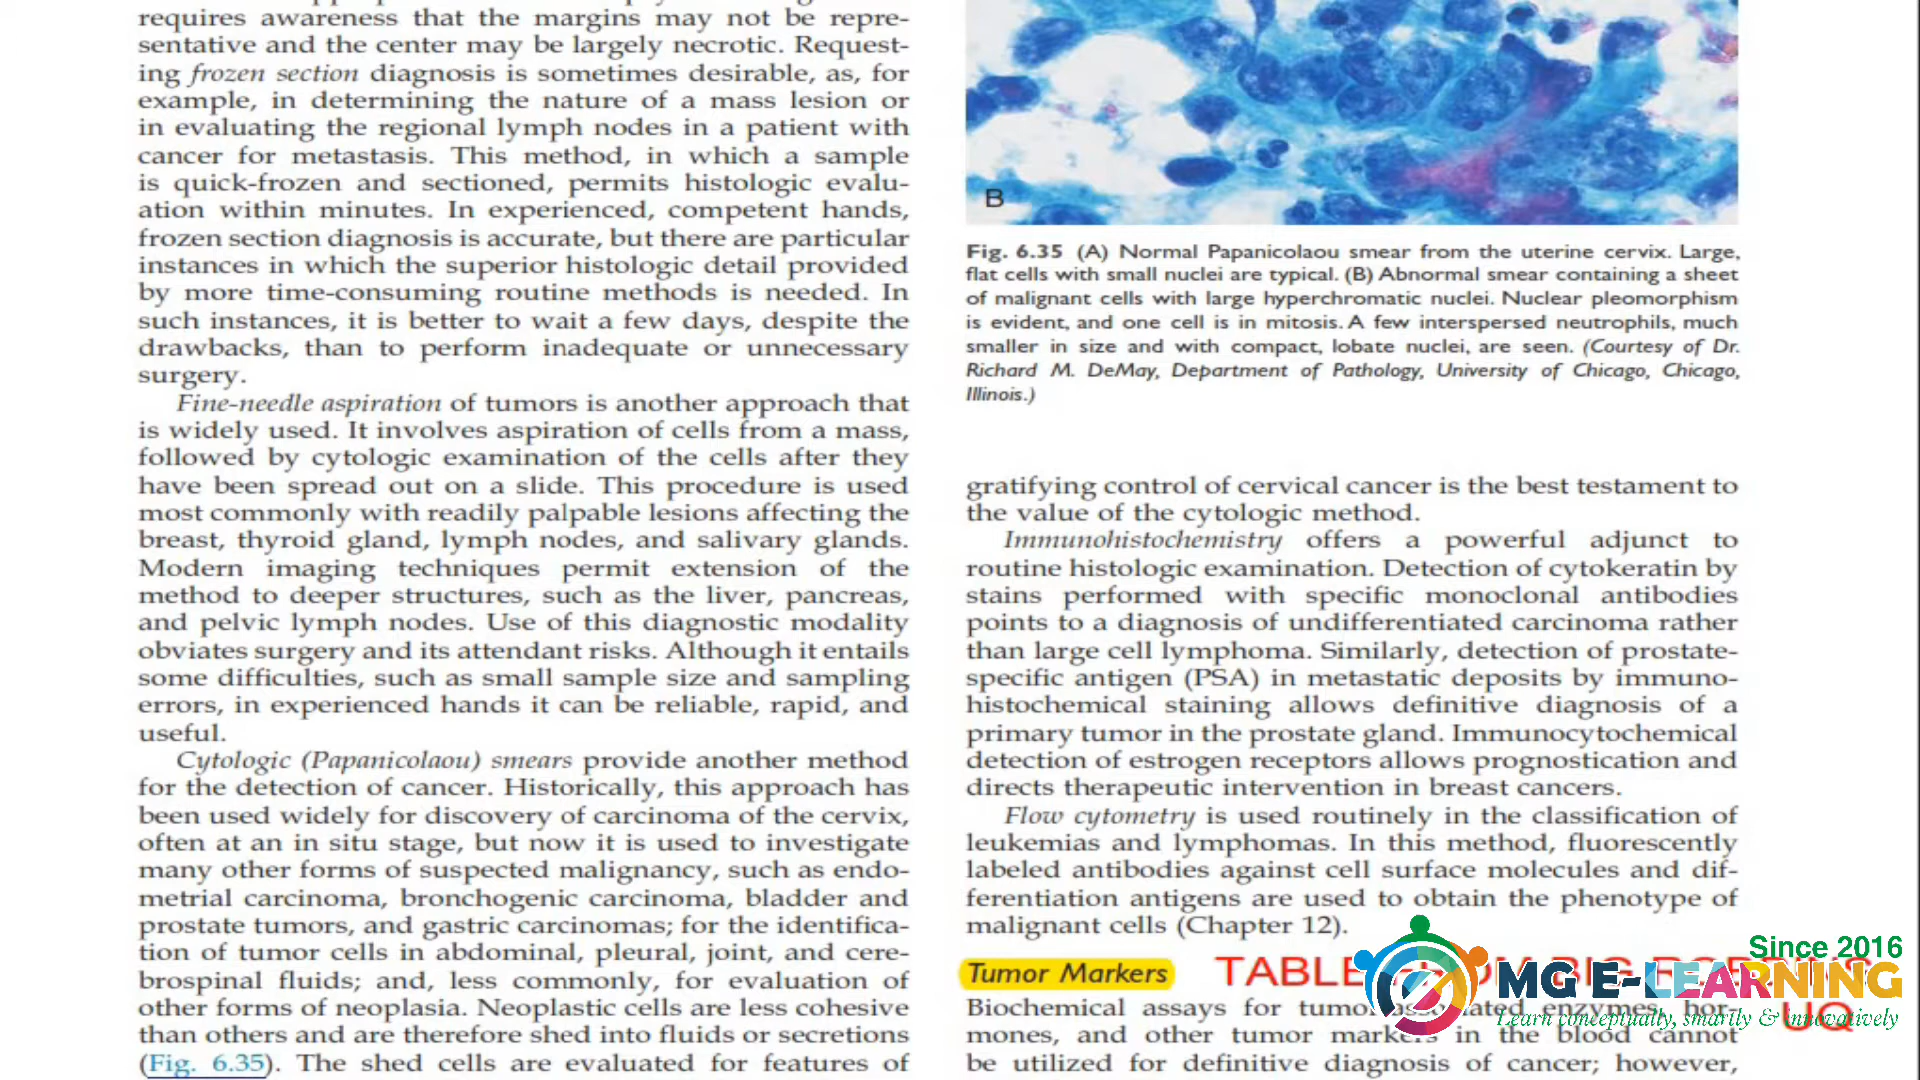 requires awareness that the margins may not be repre-
sentative and the center may be largely necrotic. Request-
ing frozen section diagnosis is sometimes desirable, as, for
example, in determining the nature of a mass lesion or
in evaluating the regional lymph nodes in a patient with
cancer for metastasis. This method, in which a sample
is quick-frozen and sectioned, permits histologic evalu-
ation within minutes. In experienced, competent hands,
frozen section diagnosis is accurate, but there are particular
instances in which the superior histologic detail provided
by more time-consuming routine methods is needed. In
such instances, it is better to wait a few days, despite the
drawbacks, than to perform inadequate or unnecessary
surgery.
Fine-needle aspiration of tumors is another approach that
is widely used. It involves aspiration of cells from a mass,
followed by cytologic examination of the cells after they
have been spread out on a slide. This procedure is used
most commonly with readily palpable lesions affecting the
breast, thyroid gland, lymph nodes, and salivary glands.
Modern imaging techniques permit extension of the
method to deeper structures, such as the liver, pancreas,
and pelvic lymph nodes. Use of this diagnostic modality
obviates surgery and its attendant risks. Although it entails
some difficulties, such as small sample size and sampling
errors, in experienced hands it can be reliable, rapid, and
useful.
Cytologic (Papanicolaou) smears provide another method
for the detection of cancer. Historically, this approach has
been used widely for discovery of carcinoma of the cervix,
often at an in situ stage, but now it is used to investigate
many other forms of suspected malignancy, such as endo-
metrial carcinoma, bronchogenic carcinoma, bladder and
prostate tumors, and gastric carcinomas; for the identifica-
tion of tumor cells in abdominal, pleural, joint, and cere-
brospinal fluids; and, less commonly, for evaluation of
other forms of neoplasia. Neoplastic cells are less cohesive
than others and are therefore shed into fluids or secretions
(Fig. 6.35). The shed cells are evaluated for features of
B
Fig. 6.35 (A) Normal Papanicolaou smear from the uterine cervix. Large,
flat cells with small nuclei are typical. (B) Abnormal smear containing a sheet
of malignant cells with large hyperchromatic nuclei. Nuclear pleomorphism
is evident, and one cell is in mitosis. A few interspersed neutrophils, much
smaller in size and with compact, lobate nuclei, are seen. (Courtesy of Dr.
Richard M. DeMay, Department of Pathology, University of Chicago, Chicago,
Illinois.)
gratifying control of cervical cancer is the best testament to
the value of the cytologic method.
Immunohistochemistry offers a powerful adjunct to
routine histologic examination. Detection of cytokeratin by
stains performed with specific monoclonal antibodies
points to a diagnosis of undifferentiated carcinoma rather
than large cell lymphoma. Similarly, detection of prostate-
specific antigen (PSA) in metastatic deposits by immuno-
histochemical staining allows definitive diagnosis of a
primary tumor in the prostate gland. Immunocytochemical
detection of estrogen receptors allows prognostication and
directs therapeutic intervention in breast cancers.
Flow cytometry is used routinely in the classification of
leukemias and lymphomas. In this method, fluorescently
labeled antibodies against cell surface molecules and dif-
ferentiation antigens are used to obtain the phenotype of
malignant cells (Chapter 12).
Tumor Markers TABLE
UQ
Biochemical assays for
mones, and other tumor markers in the blood cannot
be utilized for definitive diagnosis of cancer; however,
Since 2016
MG E-LEARNING
Learn conceptually, smartly & innovatively